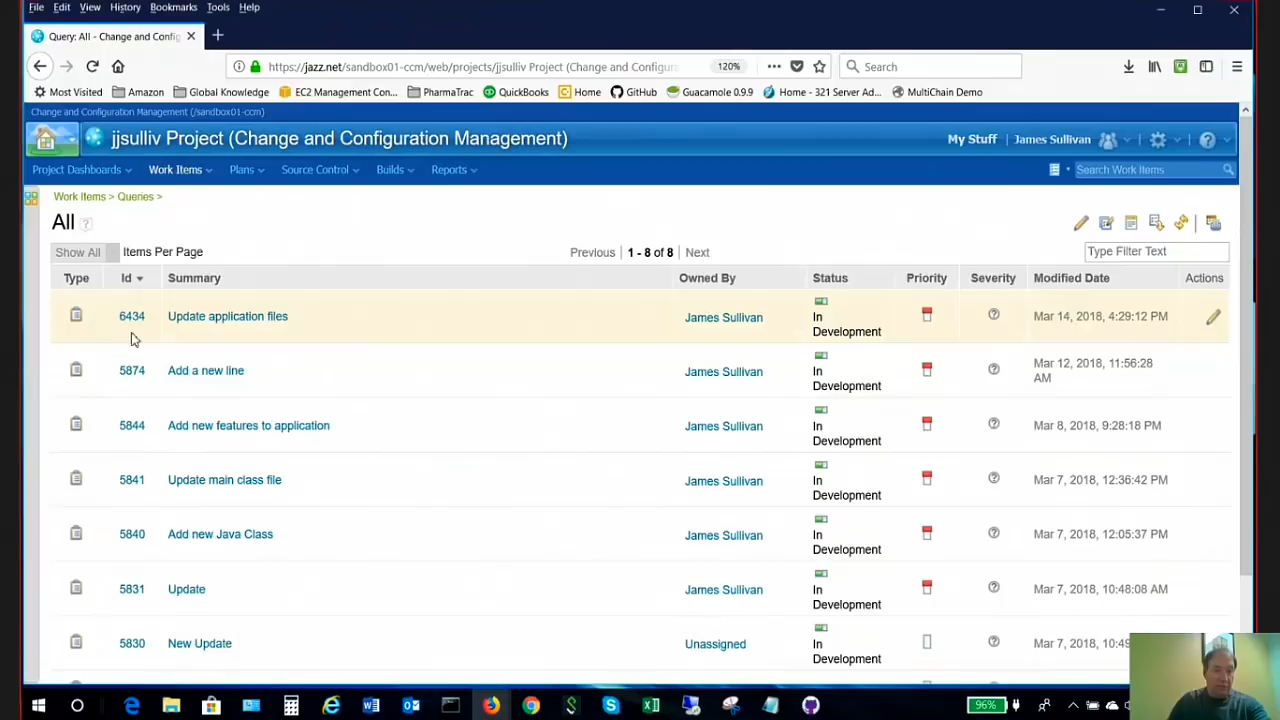 File Edit View History Bookmarks Tools Help
Query: All - Change and Config
https://jazz.net/sandbox01-ccm/web/projects/jjsulliv Project (Change and Configura 120% Search
Most Visited Amazon Global Knowledge EC2 Management Con... PharmaTrac QuickBooks Home GitHub Guacamole 0.9.9 Home - 321 Server Ad... MultiChain Demo
Change and Configuration Management (/sandbox01-ccm)
jjsulliv Project (Change and Configuration Management) My Stuff James Sullivan
Project Dashboards Work Items Plans Source Control Builds Reports Search Work Items
Work Items > Queries >
All
Show All Items Per Page Previous | 1 - 8 of 8 | Next Type Filter Text
Type Id Summary Owned By Status Priority Severity Modified Date Actions
6434 Update application files James Sullivan In Development Mar 14, 2018, 4:29:12 PM
5874 Add a new line James Sullivan In Development Mar 12, 2018, 11:56:28 AM
5844 Add new features to application James Sullivan In Development Mar 8, 2018, 9:28:18 PM
5841 Update main class file James Sullivan In Development Mar 7, 2018, 12:36:42 PM
5840 Add new Java Class James Sullivan In Development Mar 7, 2018, 12:05:37 PM
5831 Update James Sullivan In Development Mar 7, 2018, 10:48:08 AM
5830 New Update Unassigned In Development Mar 7, 2018, 10:49
96%